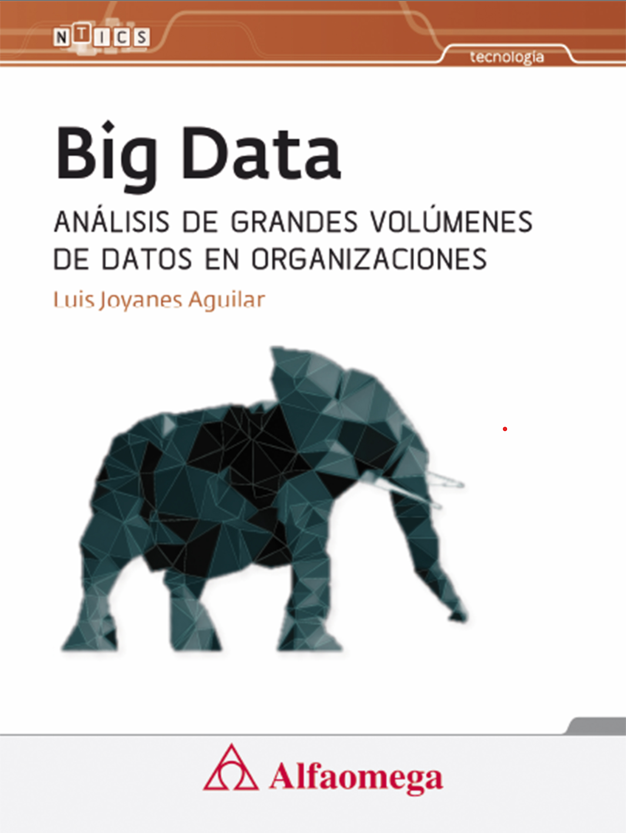 NTICS
tecnología
Big Data
ANÁLISIS DE GRANDES VOLÚMENES
DE DATOS EN ORGANIZACIONES
Luis Joyanes Aguilar
Alfaomega